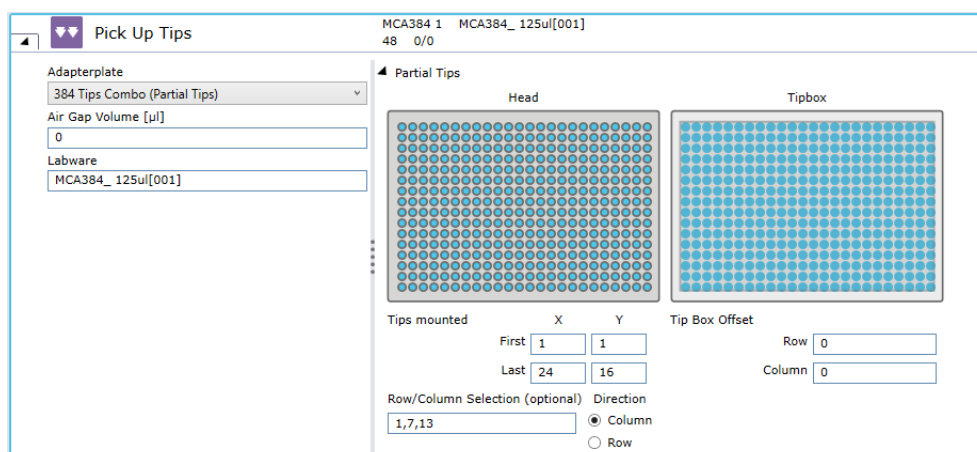 Pick Up Tips
MCA384 1 MCA384_ 125ul[001]
48 0/0
Adapterplate
384 Tips Combo (Partial Tips)
Air Gap Volume [µl]
0
Labware
MCA384_ 125ul[001]
Partial Tips
Head
Tipbox
Tips mounted X Y
First 1 1
Last 24 16
Row/Column Selection (optional) Direction
1,7,13
Column
Row
Tip Box Offset
Row 0
Column 0